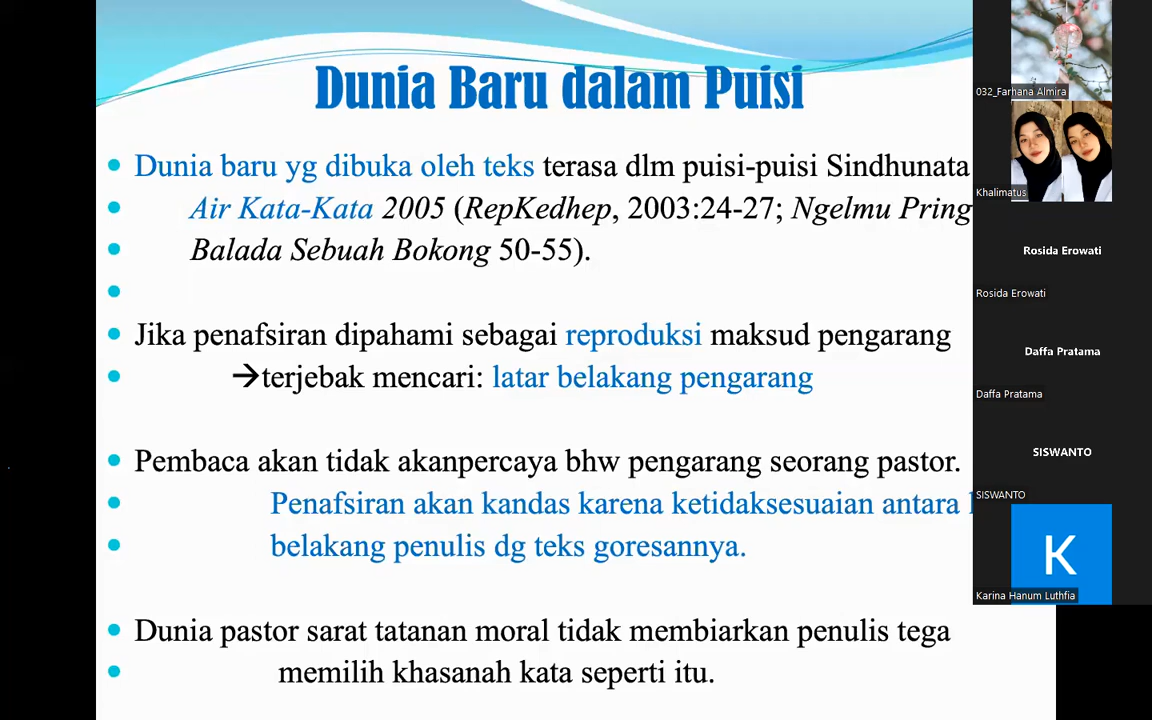 Dunia Baru dalam Puisi
Dunia baru yg dibuka oleh teks terasa dlm puisi-puisi Sindhunata
Air Kata-Kata 2005 (RepKedhep, 2003:24-27; Ngelmu Pring
Balada Sebuah Bokong 50-55).
Jika penafsiran dipahami sebagai reproduksi maksud pengarang
→terjebak mencari: latar belakang pengarang
Pembaca akan tidak akanpercaya bhw pengarang seorang pastor.
Penafsiran akan kandas karena ketidaksesuaian antara
belakang penulis dg teks goresannya.
Dunia pastor sarat tatanan moral tidak membiarkan penulis tega
memilih khasanah kata seperti itu.
032_Farhana Almira
Khalimatus
Rosida Erowati
Rosida Erowati
Daffa Pratama
Daffa Pratama
SISWANTO
SISWANTO
K
Karina Hanum Luthfia